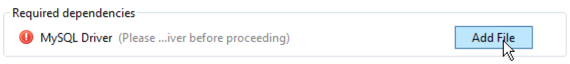 Required dependencies
MySQL Driver (Please ...iver before proceeding) Add File